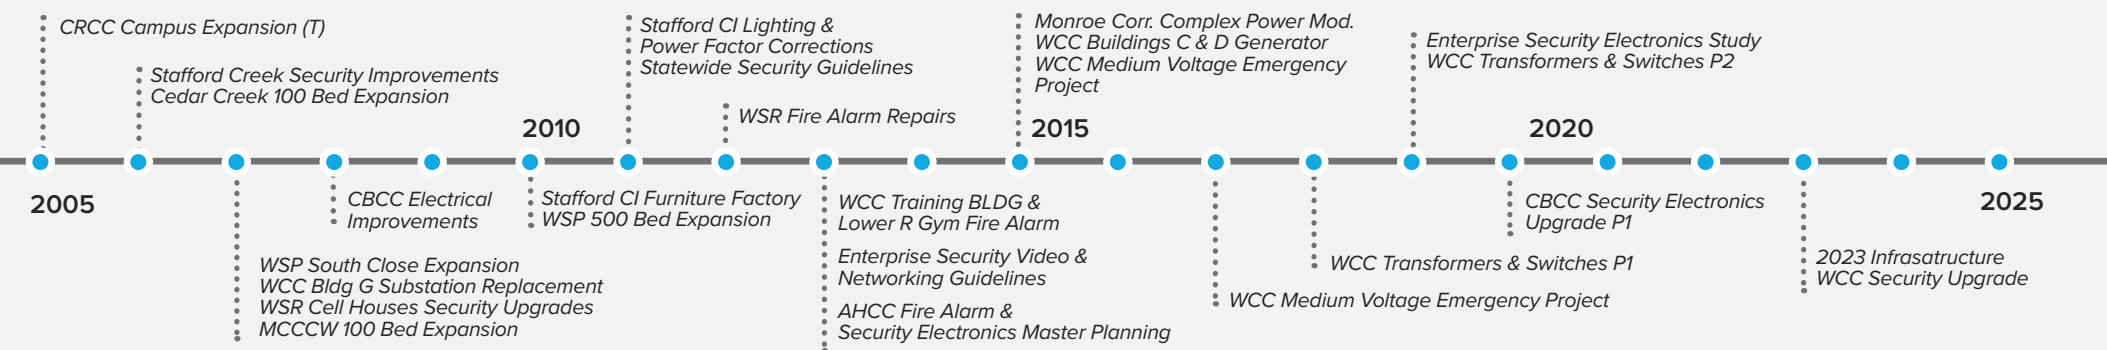 CRCC Campus Expansion (T)
Stafford Creek Security Improvements
Cedar Creek 100 Bed Expansion
Stafford CI Lighting &
Power Factor Corrections
Statewide Security Guidelines
WSR Fire Alarm Repairs
Monroe Corr. Complex Power Mod.
WCC Buildings C & D Generator
WCC Medium Voltage Emergency
Project
Enterprise Security Electronics Study
WCC Transformers & Switches P2
2010
2015
2020
2005
2025
CBCC Electrical
Improvements
WSP South Close Expansion
WCC Bldg G Substation Replacement
WSR Cell Houses Security Upgrades
MCCCW 100 Bed Expansion
Stafford CI Furniture Factory
WSP 500 Bed Expansion
WCC Training BLDG &
Lower R Gym Fire Alarm
Enterprise Security Video &
Networking Guidelines
AHCC Fire Alarm &
Security Electronics Master Planning
WCC Medium Voltage Emergency Project
WCC Transformers & Switches P1
CBCC Security Electronics
Upgrade P1
2023 Infrasatructure
WCC Security Upgrade